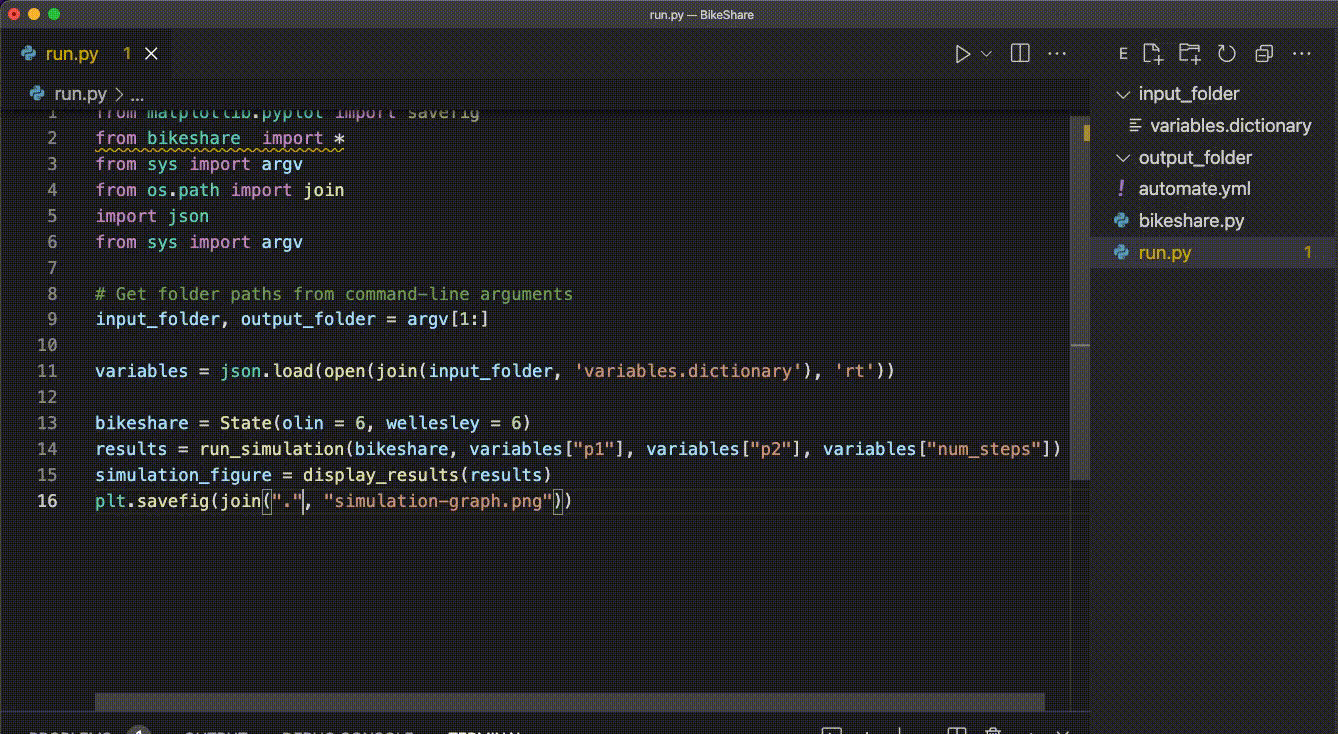 run.py — BikeShare
run.py 1
E
run.py > ...
input_folder
variables.dictionary
output_folder
! automate.yml
bikeshare.py
run.py 1
1 from matplotlib.pyplot import savefig
2 from bikeshare  import *
3 from sys import argv
4 from os.path import join
5 import json
6 from sys import argv
7
8 # Get folder paths from command-line arguments
9 input_folder, output_folder = argv[1:]
10
11 variables = json.load(open(join(input_folder, 'variables.dictionary'), 'rt'))
12
13 bikeshare = State(olin = 6, wellesley = 6)
14 results = run_simulation(bikeshare, variables["p1"], variables["p2"], variables["num_steps"])
15 simulation_figure = display_results(results)
16 plt.savefig(join(".", "simulation-graph.png"))
PROBLEMS 1 OUTPUT DEBUG CONSOLE TERMINAL